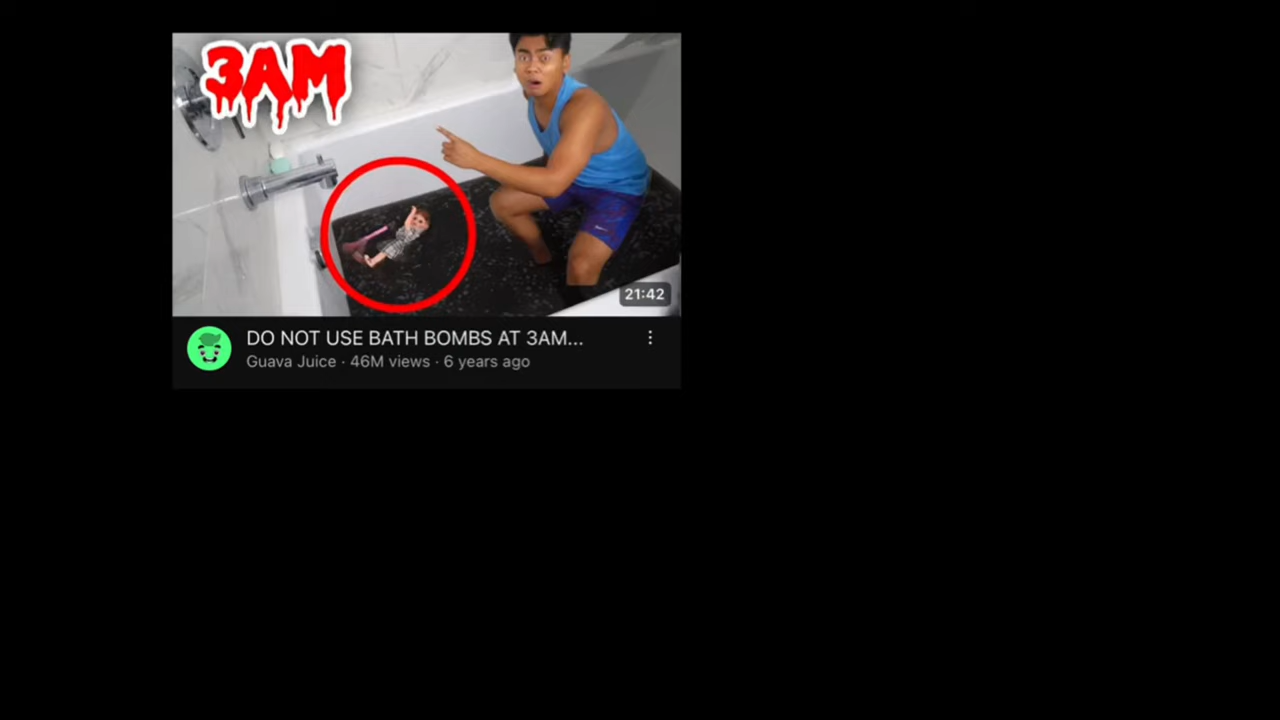 3AM
21:42
DO NOT USE BATH BOMBS AT 3AM...
Guava Juice · 46M views · 6 years ago